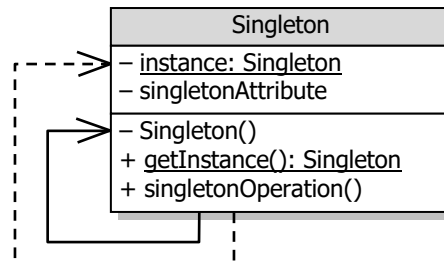 Singleton
– instance: Singleton
– singletonAttribute
– Singleton()
+ getInstance(): Singleton
+ singletonOperation()